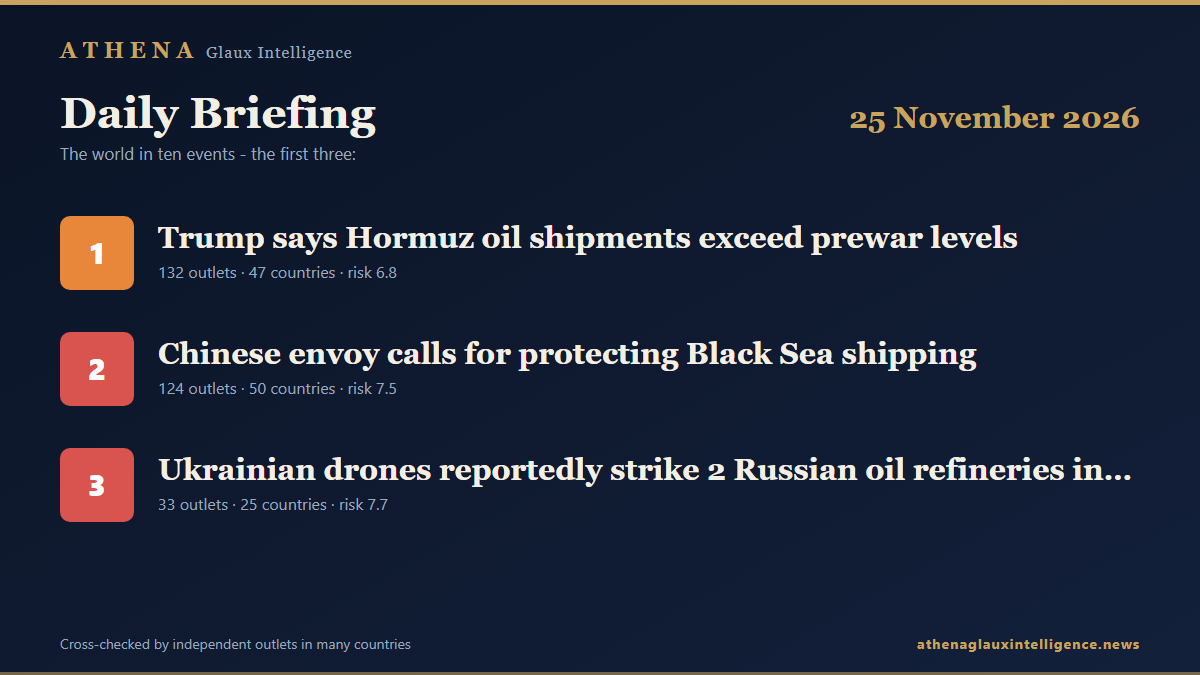 ATHENA Glaux Intelligence
Daily Briefing
25 November 2026
The world in ten events - the first three:
1
Trump says Hormuz oil shipments exceed prewar levels
132 outlets · 47 countries · risk 6.8
2
Chinese envoy calls for protecting Black Sea shipping
124 outlets · 50 countries · risk 7.5
3
Ukrainian drones reportedly strike 2 Russian oil refineries in...
33 outlets · 25 countries · risk 7.7
Cross-checked by independent outlets in many countries
athenaglauxintelligence.news